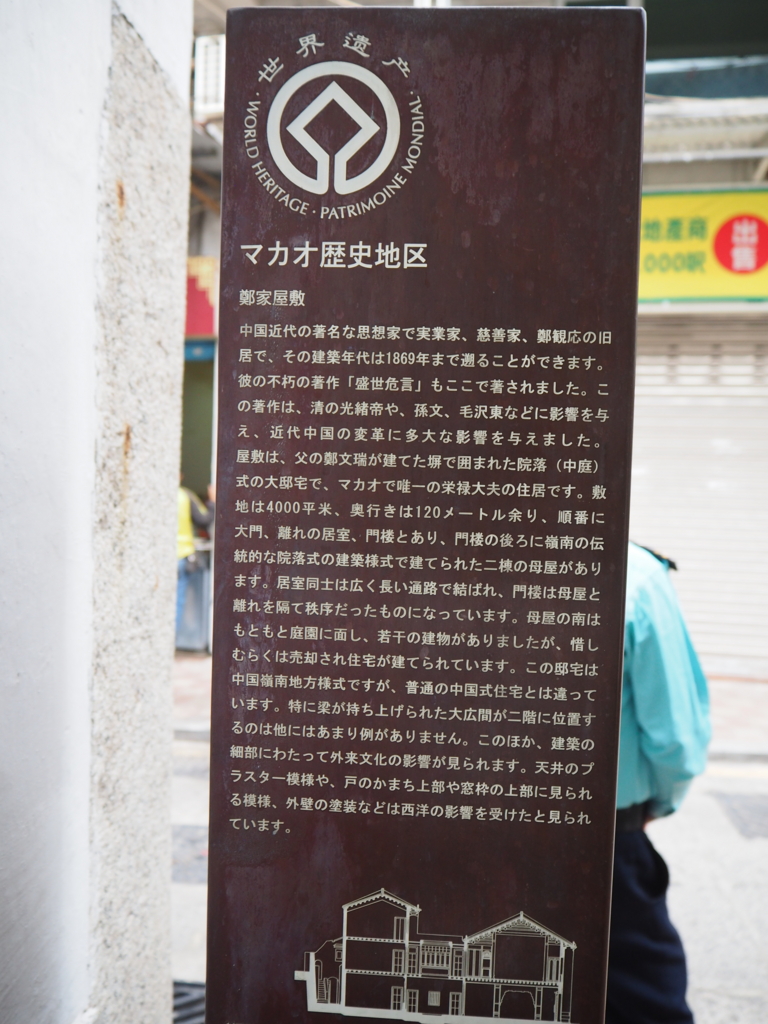 世界遗产
·WORLD HERITAGE · PATRIMOINE MONDIAL·
マカオ歴史地区
鄭家屋敷
中国近代の著名な思想家で実業家、慈善家、鄭観応の旧
居で、その建築年代は1869年まで遡ることができます。
彼の不朽の著作「盛世危言」もここで著されました。こ
の著作は、清の光緒帝や、孫文、毛沢東などに影響を与
え、近代中国の変革に多大な影響を与えました。
屋敷は、父の鄭文瑞が建てた塀で囲まれた院落（中庭）
式の大邸宅で、マカオで唯一の栄禄大夫の住居です。敷
地は4000平米、奥行きは120メートル余り、順番に
大門、離れの居室、門楼とあり、門楼の後ろに嶺南の伝
統的な院落式の建築様式で建てられた二棟の母屋があり
ます。居室同士は広く長い通路で結ばれ、門楼は母屋と
離れを隔て秩序だったものになっています。母屋の南は
もともと庭園に面し、若干の建物がありましたが、惜し
むらくは売却され住宅が建てられています。この邸宅は
中国嶺南地方様式ですが、普通の中国式住宅とは違って
います。特に梁が持ち上げられた大広間が二階に位置す
るのは他にはあまり例がありません。このほか、建築の
細部にわたって外来文化の影響が見られます。天井のプ
ラスター模様や、戸のかまち上部や窓枠の上部に見られ
る模様、外壁の塗装などは西洋の影響を受けたと見られ
ています。
地產商
000呎
出
售